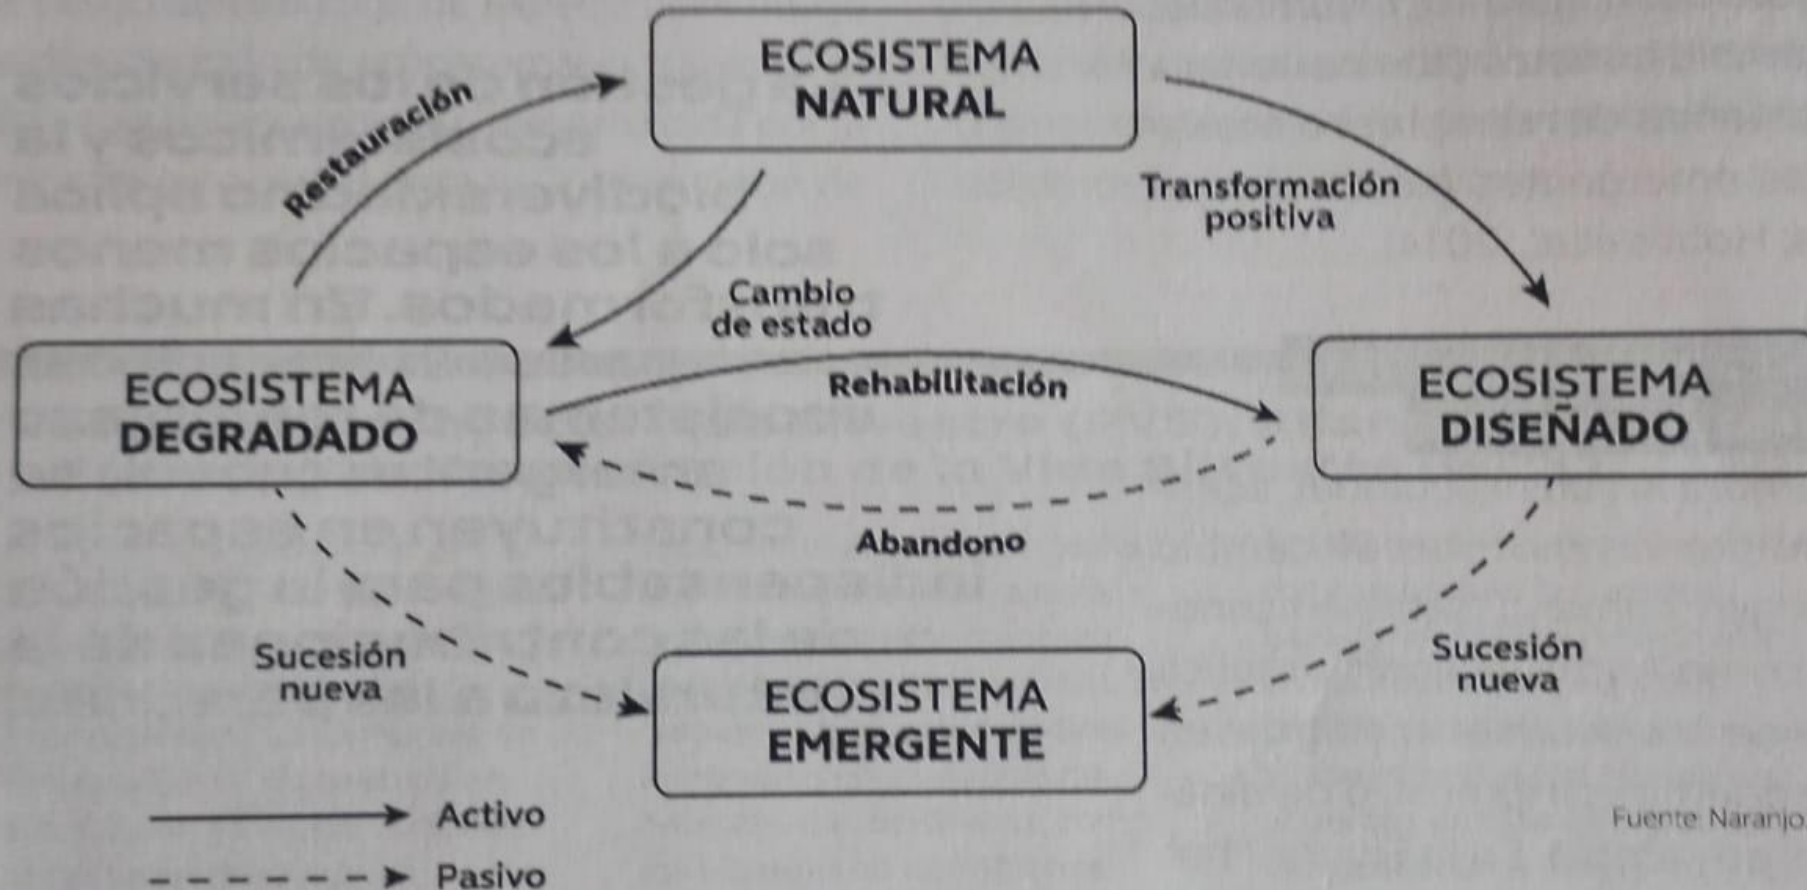 ECOSISTEMA
NATURAL
Restauración
Transformación
positiva
Cambio
de estado
ECOSISTEMA
DEGRADADO
Rehabilitación
ECOSISTEMA
DISEÑADO
Abandono
Sucesión
nueva
ECOSISTEMA
EMERGENTE
Sucesión
nueva
Activo
Pasivo
Fuente: Naranjo